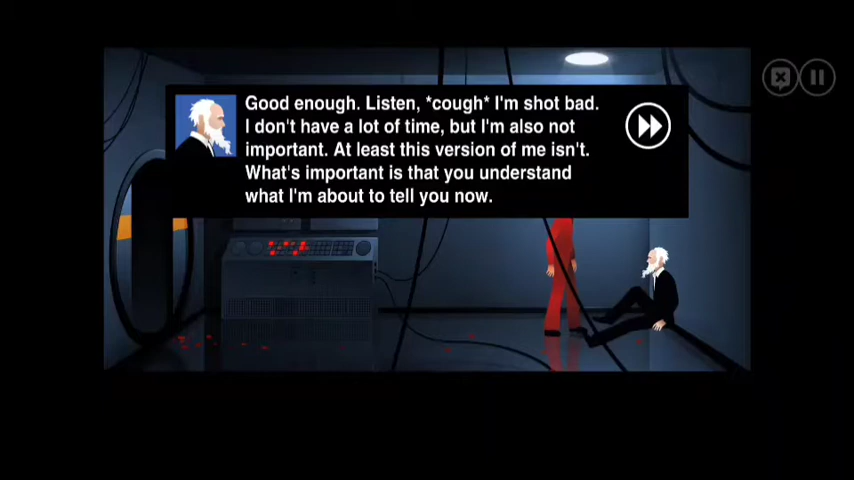 Good enough. Listen, *cough* I'm shot bad.
I don't have a lot of time, but I'm also not
important. At least this version of me isn't.
What's important is that you understand
what I'm about to tell you now.